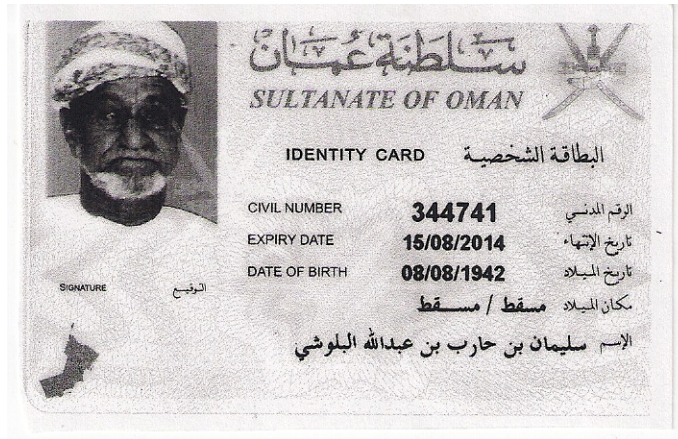 سلطنة عمان
SULTANATE OF OMAN
IDENTITY CARD البطاقة الشخصية
CIVIL NUMBER 344741 الرقم المدني
EXPIRY DATE 15/08/2014 تاريخ الإنتهاء
DATE OF BIRTH 08/08/1942 تاريخ الميلاد
مكان الميلاد مسقط / مسقط
الإسم سليمان بن حارب بن عبدالله البلوشي
SIGNATURE التوقيع